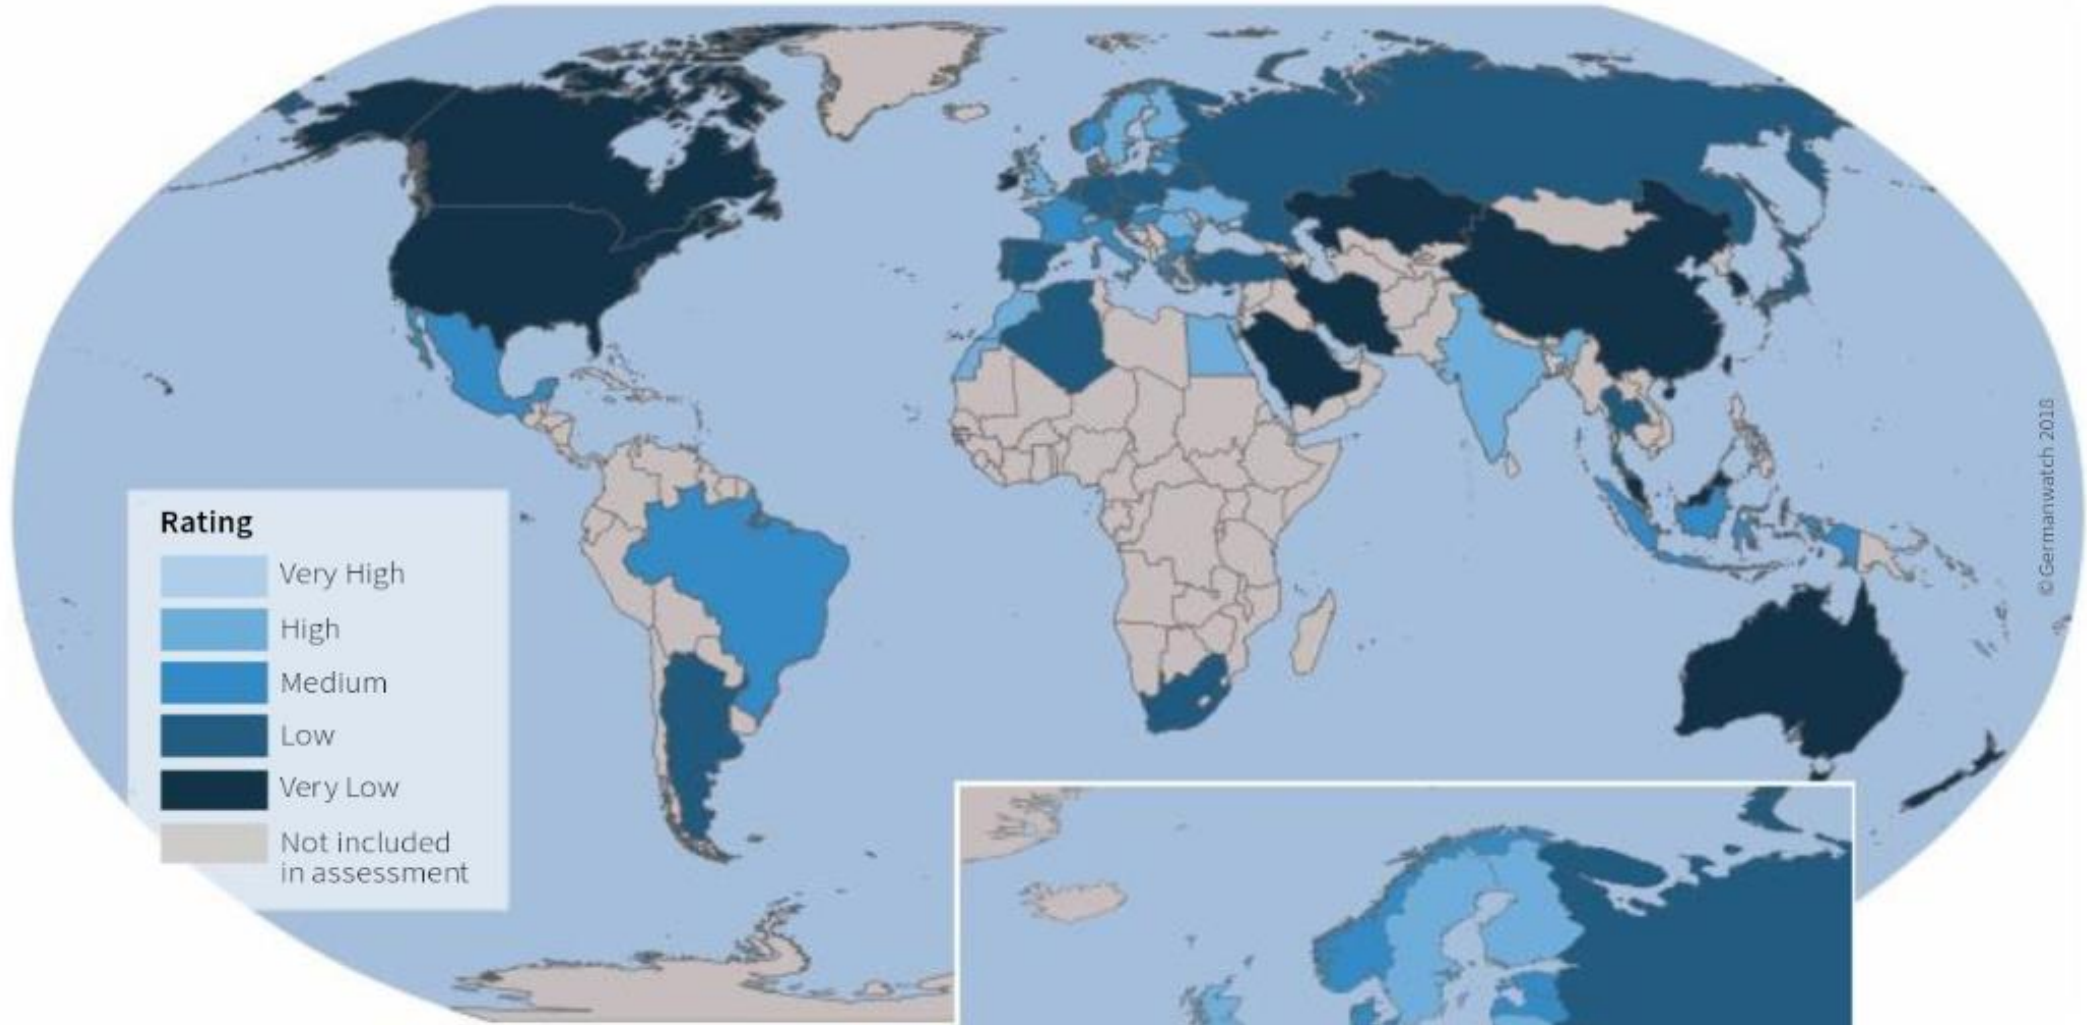 Rating
Very High
High
Medium
Low
Very Low
Not included
in assessment
©Germanwatch 2018